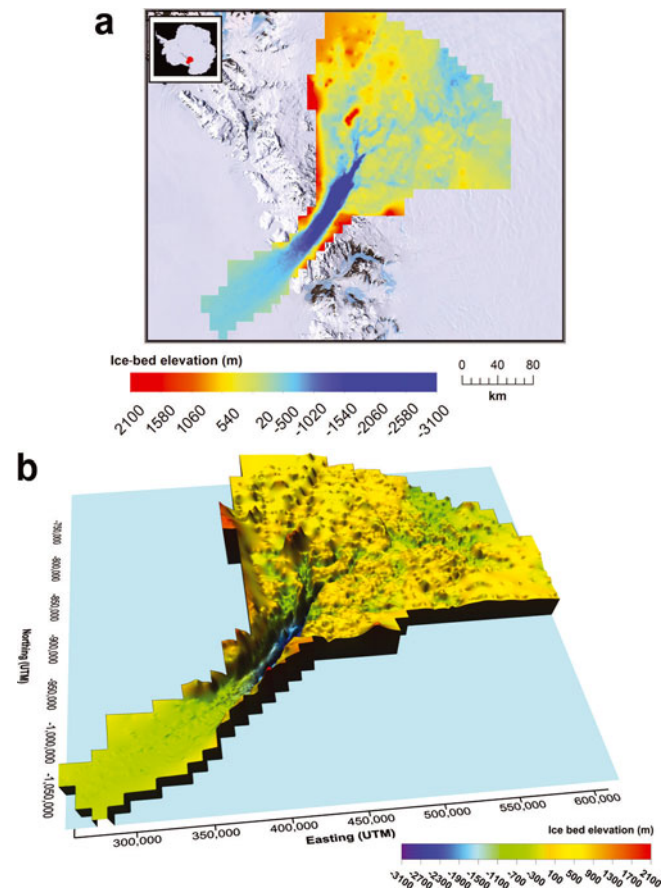 a
Ice-bed elevation (m)
2100 1580 1060 540 20 -500 -1020 -1540 -2060 -2580 -3100
0 40 80
km
b
Northing (UTM)
-750,000
-800,000
-850,000
-900,000
-950,000
-1,000,000
-1,050,000
300,000 350,000 400,000 450,000 500,000 550,000 600,000
Easting (UTM)
Ice bed elevation (m)
-3100 -2700 -2300 -1900 -1500 -1100 -700 -300 100 500 900 1300 1700 2100